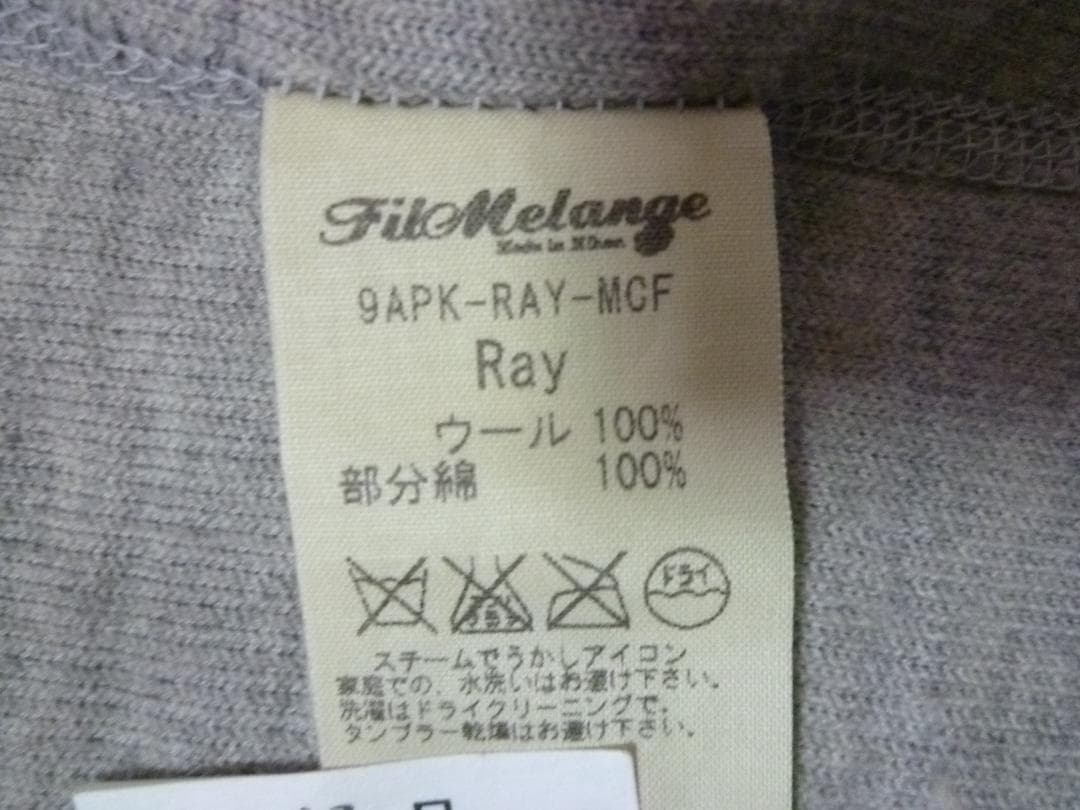 FilMelange
Made in Nihon
9APK-RAY-MCF
Ray
ウール 100%
部分綿 100%
ドライ
スチームでうかしアイロン
家庭での、水洗いはお避け下さい。
洗濯はドライクリーニングで。
タンブラー乾燥はお避け下さい。